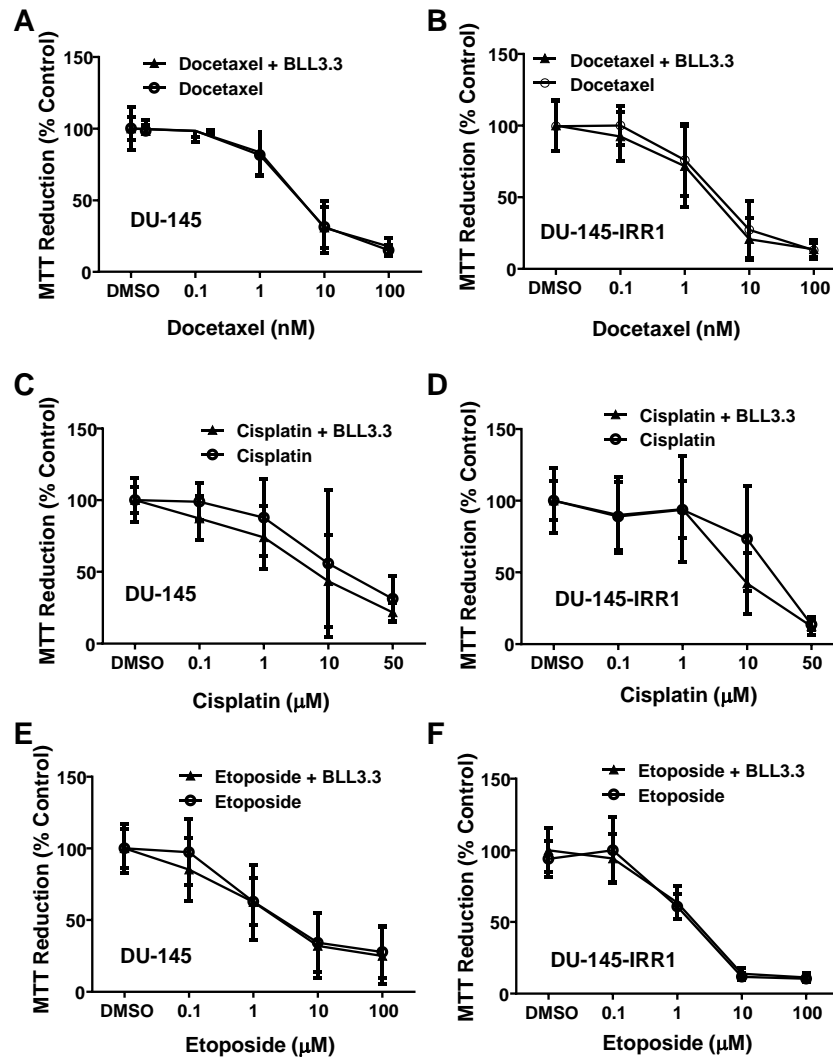 A
Docetaxel + BLL3.3
Docetaxel
MTT Reduction (% Control)
150
100
50
0
DU-145
DMSO 0.1 1 10 100
Docetaxel (nM)
B
Docetaxel + BLL3.3
Docetaxel
MTT Reduction (% Control)
150
100
50
0
DU-145-IRR1
DMSO 0.1 1 10 100
Docetaxel (nM)
C
Cisplatin + BLL3.3
Cisplatin
MTT Reduction (% Control)
150
100
50
0
DU-145
DMSO 0.1 1 10 50
Cisplatin (μM)
D
Cisplatin + BLL3.3
Cisplatin
MTT Reduction (% Control)
150
100
50
0
DU-145-IRR1
DMSO 0.1 1 10 50
Cisplatin (μM)
E
Etoposide + BLL3.3
Etoposide
MTT Reduction (% Control)
150
100
50
0
DU-145
DMSO 0.1 1 10 100
Etoposide (μM)
F
Etoposide + BLL3.3
Etoposide
MTT Reduction (% Control)
150
100
50
0
DU-145-IRR1
DMSO 0.1 1 10 100
Etoposide (μM)